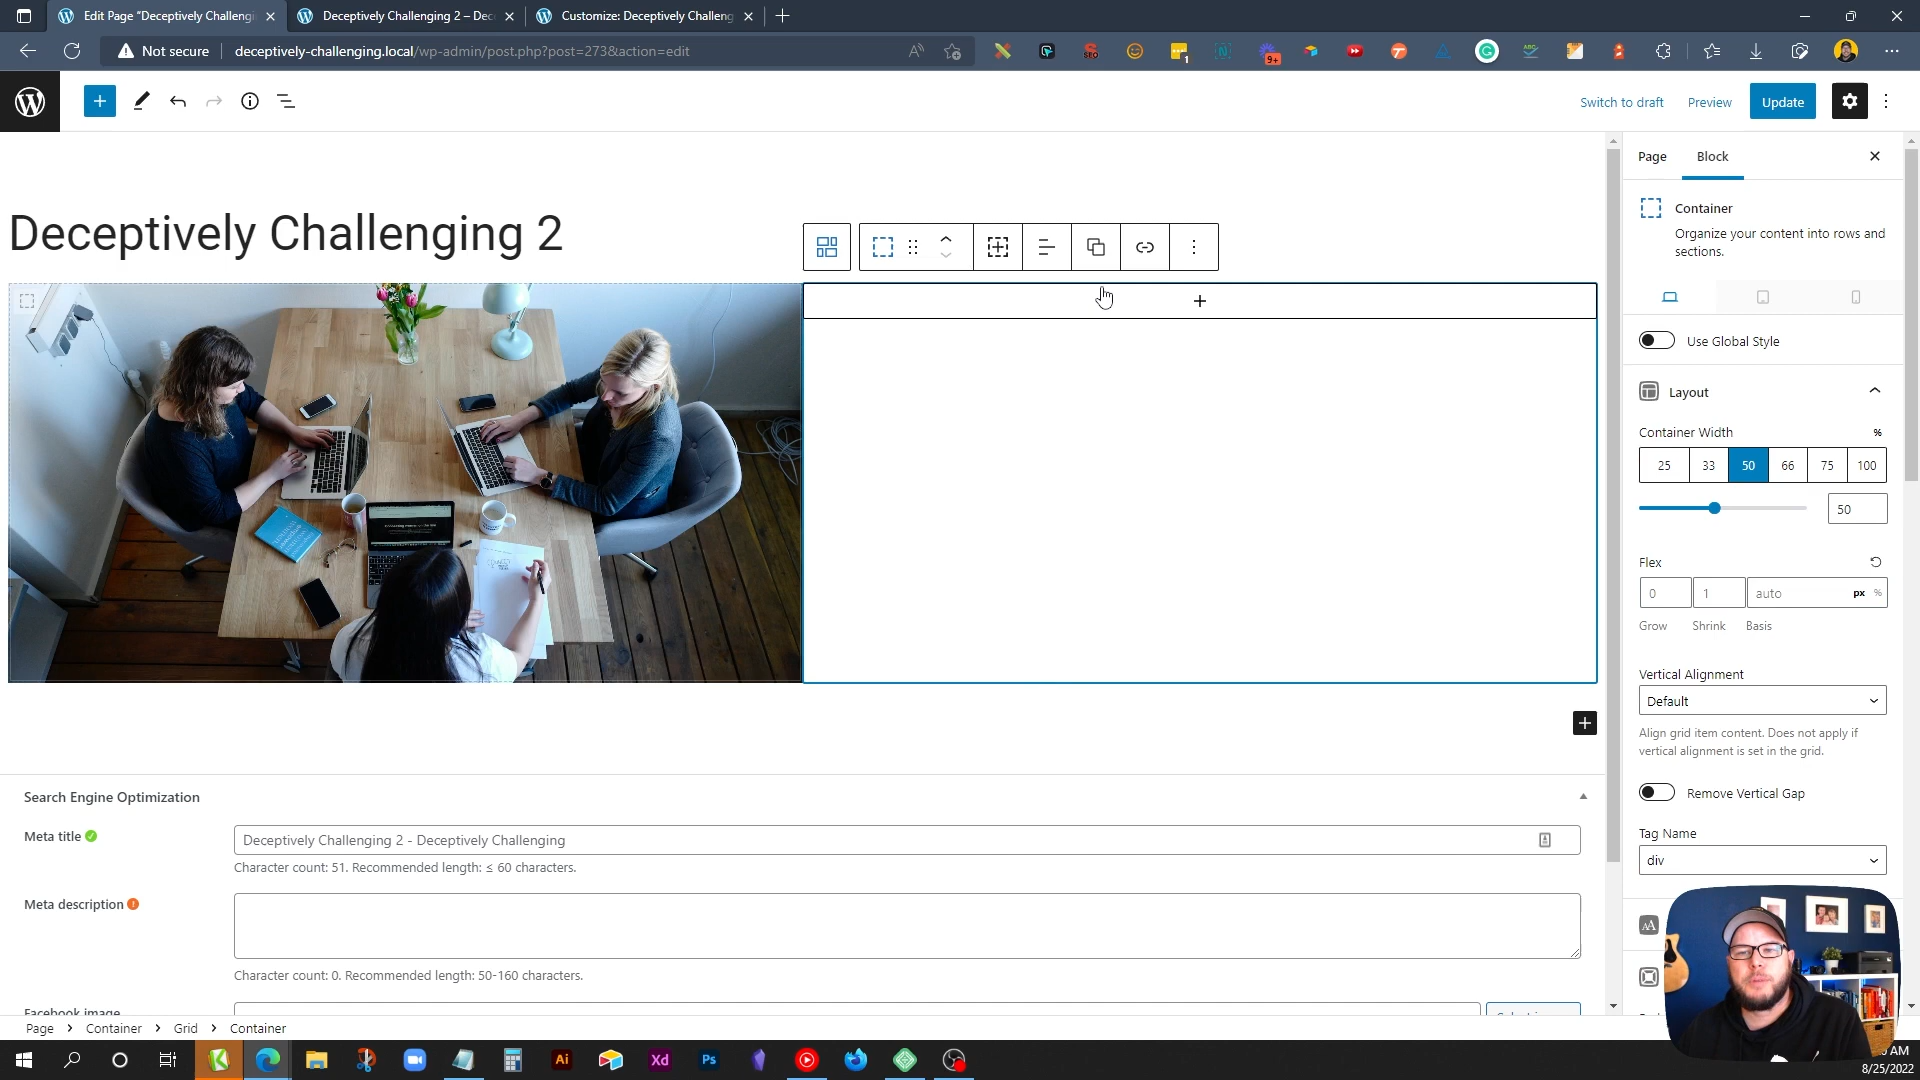 Edit Page "Deceptively Challengi
Deceptively Challenging 2 – Dec
Customize: Deceptively Challeng
Not secure
deceptively-challenging.local/wp-admin/post.php?post=273&action=edit
Switch to draft
Preview
Update
Page
Block
Deceptively Challenging 2
Container
Organize your content into rows and
sections.
Use Global Style
Layout
Container Width
%
25
33
50
66
75
100
50
Flex
0
1
auto
px
%
Grow
Shrink
Basis
Vertical Alignment
Default
Align grid item content. Does not apply if
vertical alignment is set in the grid.
Remove Vertical Gap
Tag Name
div
Search Engine Optimization
Meta title
Deceptively Challenging 2 - Deceptively Challenging
Character count: 51. Recommended length: ≤ 60 characters.
Meta description
Character count: 0. Recommended length: 50-160 characters.
Facebook image
Page
Container
Grid
Container
AM
8/25/2022